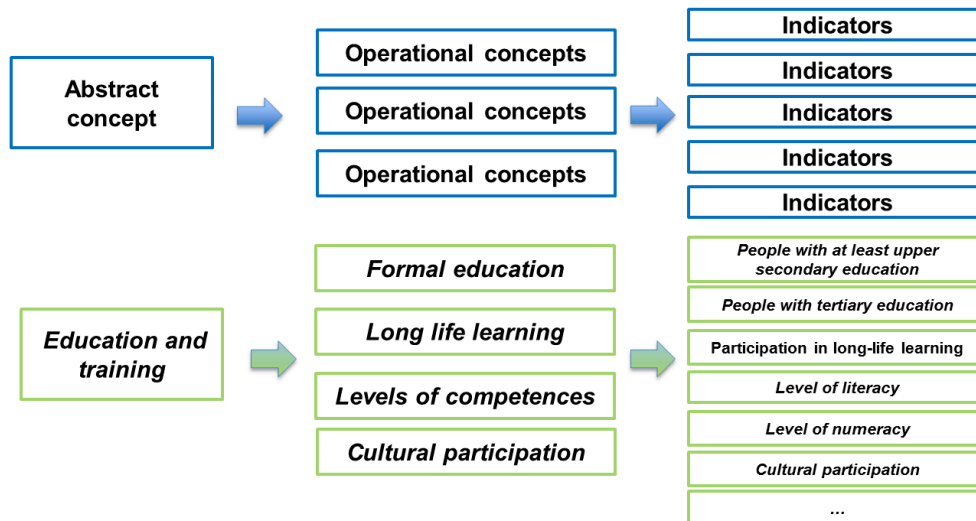 Abstract
concept
Operational concepts
Operational concepts
Operational concepts
Indicators
Indicators
Indicators
Indicators
Indicators
Education and
training
Formal education
Long life learning
Levels of competences
Cultural participation
People with at least upper
secondary education
People with tertiary education
Participation in long-life learning
Level of literacy
Level of numeracy
Cultural participation
...